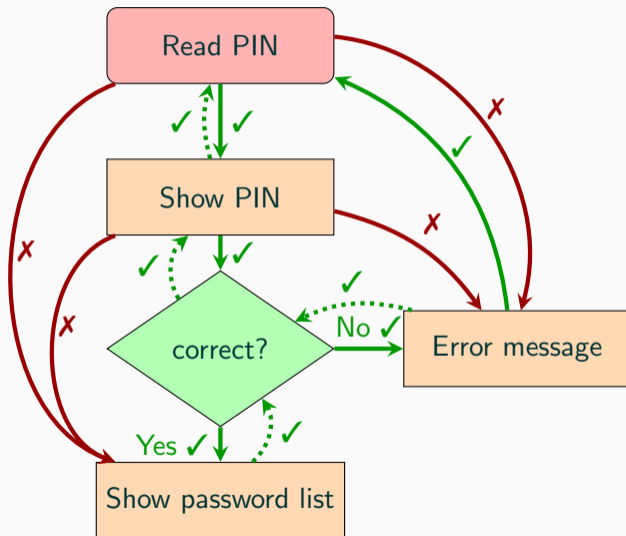 Read PIN
✗
✓ ✓
✓
Show PIN
✗
✗
✓ ✓
✓
✗
No ✓
correct?
Error message
Yes ✓ ✓
Show password list